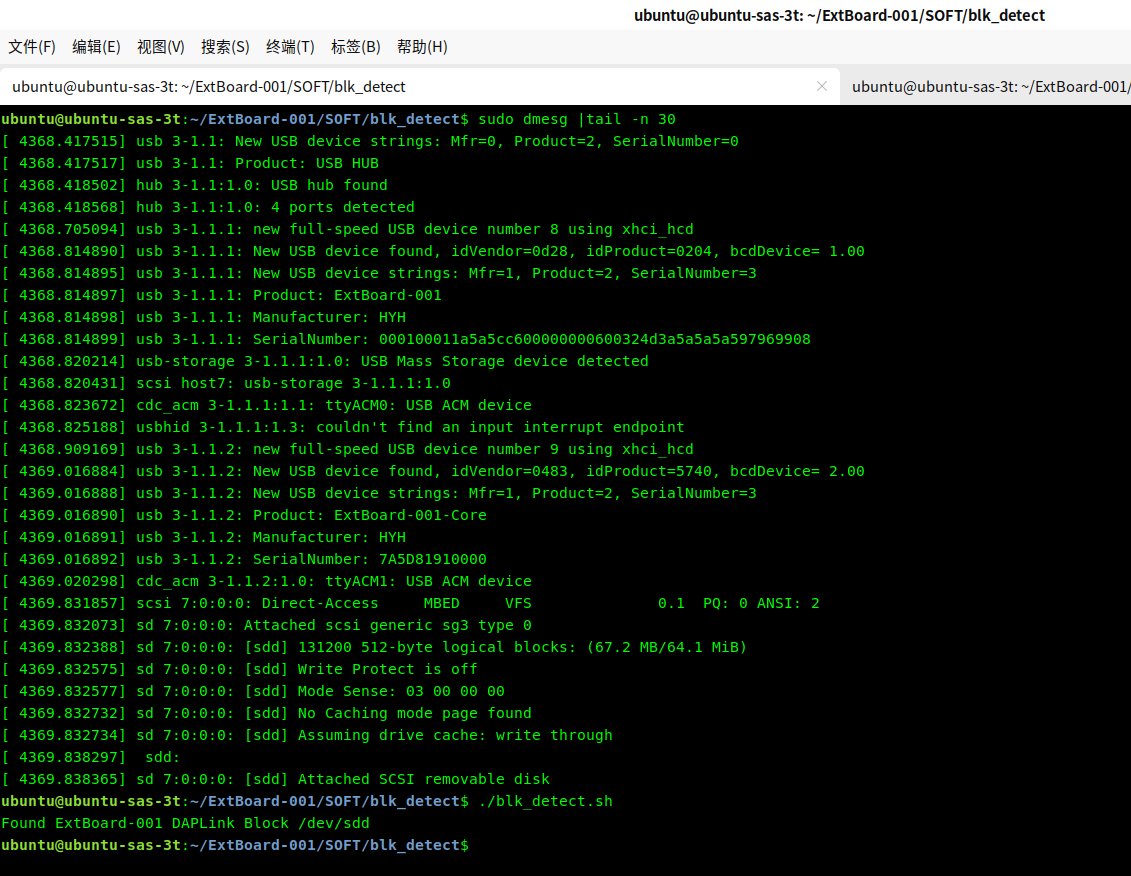 ubuntu@ubuntu-sas-3t: ~/ExtBoard-001/SOFT/blk_detect
文件(F) 编辑(E) 视图(V) 搜索(S) 终端(T) 标签(B) 帮助(H)
ubuntu@ubuntu-sas-3t: ~/ExtBoard-001/SOFT/blk_detect × ubuntu@ubuntu-sas-3t: ~/ExtBoard-001/
ubuntu@ubuntu-sas-3t:~/ExtBoard-001/SOFT/blk_detect$ sudo dmesg |tail -n 30
[ 4368.417515] usb 3-1.1: New USB device strings: Mfr=0, Product=2, SerialNumber=0
[ 4368.417517] usb 3-1.1: Product: USB HUB
[ 4368.418502] hub 3-1.1:1.0: USB hub found
[ 4368.418568] hub 3-1.1:1.0: 4 ports detected
[ 4368.705094] usb 3-1.1.1: new full-speed USB device number 8 using xhci_hcd
[ 4368.814890] usb 3-1.1.1: New USB device found, idVendor=0d28, idProduct=0204, bcdDevice= 1.00
[ 4368.814895] usb 3-1.1.1: New USB device strings: Mfr=1, Product=2, SerialNumber=3
[ 4368.814897] usb 3-1.1.1: Product: ExtBoard-001
[ 4368.814898] usb 3-1.1.1: Manufacturer: HYH
[ 4368.814899] usb 3-1.1.1: SerialNumber: 000100011a5a5cc600000000600324d3a5a5a5a597969908
[ 4368.820214] usb-storage 3-1.1.1:1.0: USB Mass Storage device detected
[ 4368.820431] scsi host7: usb-storage 3-1.1.1:1.0
[ 4368.823672] cdc_acm 3-1.1.1:1.1: ttyACM0: USB ACM device
[ 4368.825188] usbhid 3-1.1.1:1.3: couldn't find an input interrupt endpoint
[ 4368.909169] usb 3-1.1.2: new full-speed USB device number 9 using xhci_hcd
[ 4369.016884] usb 3-1.1.2: New USB device found, idVendor=0483, idProduct=5740, bcdDevice= 2.00
[ 4369.016888] usb 3-1.1.2: New USB device strings: Mfr=1, Product=2, SerialNumber=3
[ 4369.016890] usb 3-1.1.2: Product: ExtBoard-001-Core
[ 4369.016891] usb 3-1.1.2: Manufacturer: HYH
[ 4369.016892] usb 3-1.1.2: SerialNumber: 7A5D81910000
[ 4369.020298] cdc_acm 3-1.1.2:1.0: ttyACM1: USB ACM device
[ 4369.831857] scsi 7:0:0:0: Direct-Access     MBED     VFS              0.1  PQ: 0 ANSI: 2
[ 4369.832073] sd 7:0:0:0: Attached scsi generic sg3 type 0
[ 4369.832388] sd 7:0:0:0: [sdd] 131200 512-byte logical blocks: (67.2 MB/64.1 MiB)
[ 4369.832575] sd 7:0:0:0: [sdd] Write Protect is off
[ 4369.832577] sd 7:0:0:0: [sdd] Mode Sense: 03 00 00 00
[ 4369.832732] sd 7:0:0:0: [sdd] No Caching mode page found
[ 4369.832734] sd 7:0:0:0: [sdd] Assuming drive cache: write through
[ 4369.838297]  sdd:
[ 4369.838365] sd 7:0:0:0: [sdd] Attached SCSI removable disk
ubuntu@ubuntu-sas-3t:~/ExtBoard-001/SOFT/blk_detect$ ./blk_detect.sh
Found ExtBoard-001 DAPLink Block /dev/sdd
ubuntu@ubuntu-sas-3t:~/ExtBoard-001/SOFT/blk_detect$